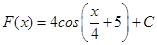 F(x) = 4cos(x/4 + 5) + C